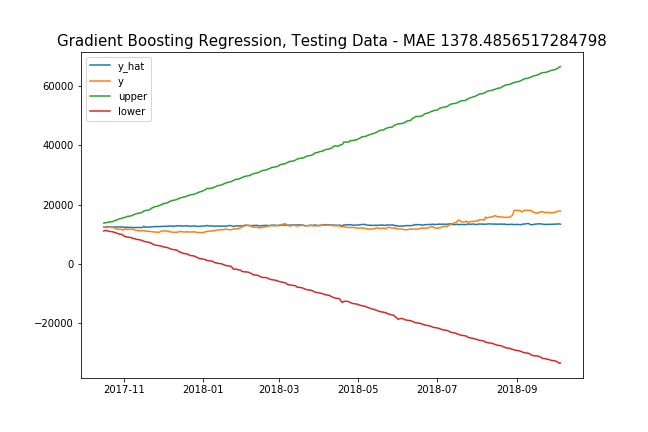 Gradient Boosting Regression, Testing Data - MAE 1378.4856517284798
y_hat
y
upper
lower
60000
40000
20000
0
−20000
2017-11 2018-01 2018-03 2018-05 2018-07 2018-09